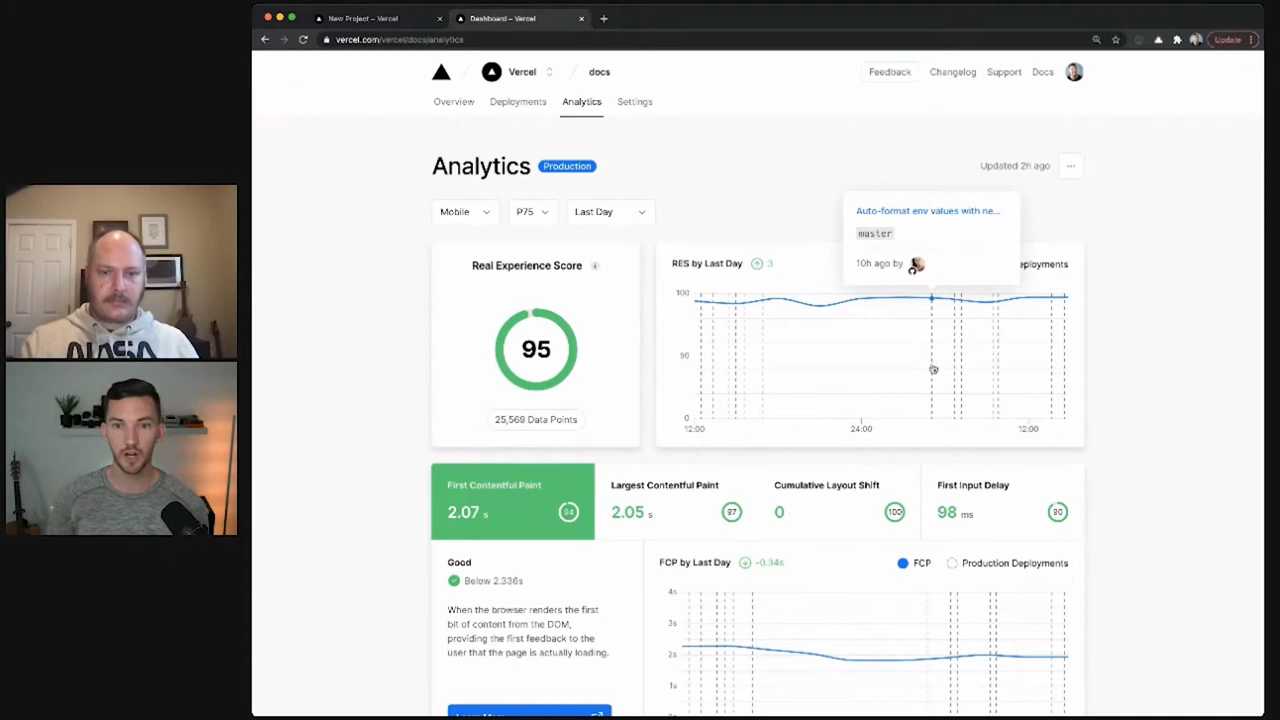 New Project – Vercel
Dashboard – Vercel
vercel.com/vercel/docs/analytics
Update
Vercel
docs
Feedback
Changelog
Support
Docs
Overview
Deployments
Analytics
Settings
Analytics
Production
Updated 2h ago
Mobile
P75
Last Day
Auto-format env values with ne...
master
10h ago by
Real Experience Score
95
25,569 Data Points
RES by Last Day
3
eployments
100
50
0
12:00
24:00
12:00
First Contentful Paint
2.07 s
94
Largest Contentful Paint
2.05 s
97
Cumulative Layout Shift
0
100
First Input Delay
98 ms
90
Good
Below 2.336s
When the browser renders the first
bit of content from the DOM,
providing the first feedback to the
user that the page is actually loading.
FCP by Last Day
-0.34s
FCP
Production Deployments
4s
3s
2s
1s